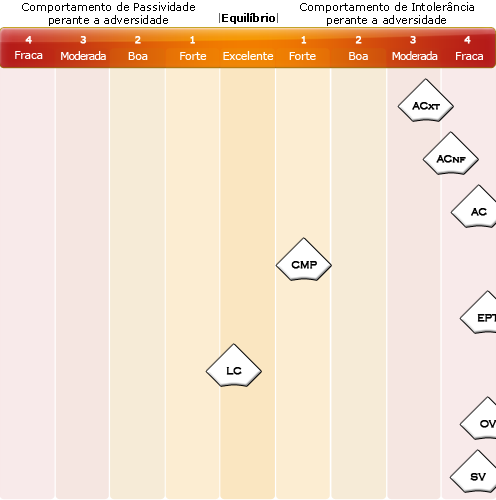 Comportamento de Passividade
perante a adversidade
|Equilíbrio|
Comportamento de Intolerância
perante a adversidade
4 3 2 1 1 2 3 4
Fraca Moderada Boa Forte Excelente Forte Boa Moderada Fraca
ACXT
ACNF
AC
CMP
EPT
LC
OV
SV